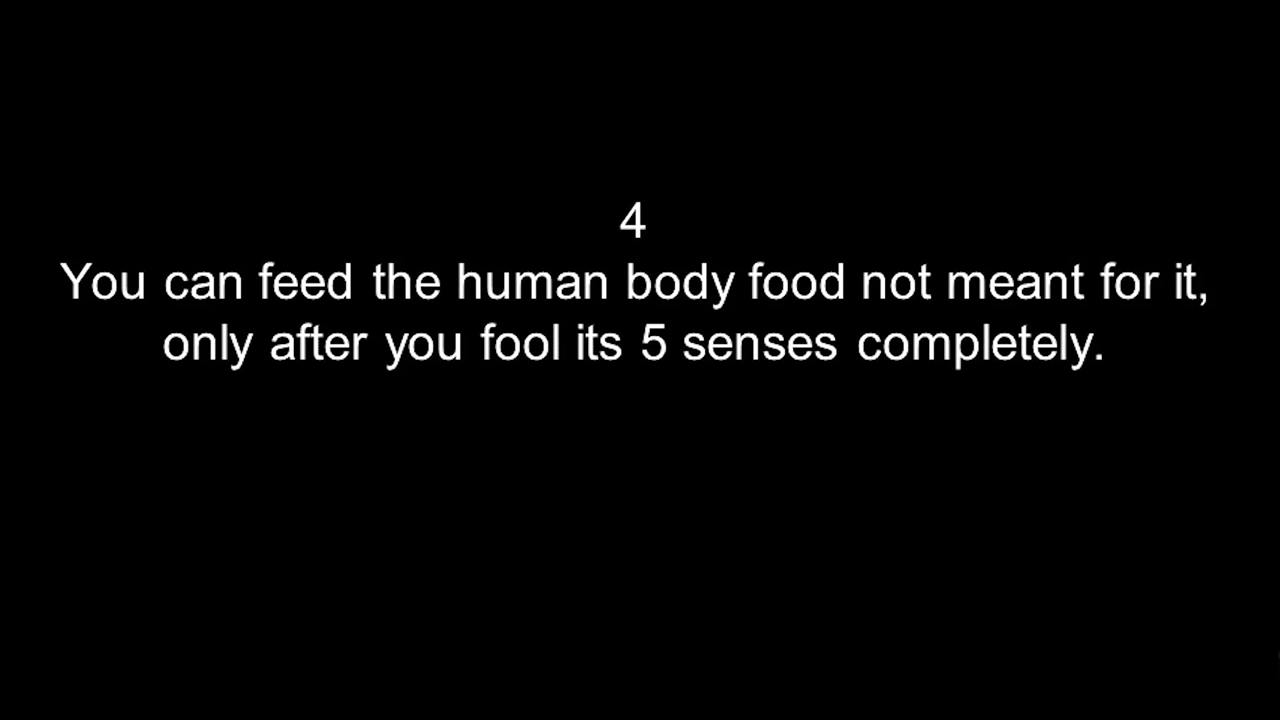 4
You can feed the human body food not meant for it,
only after you fool its 5 senses completely.